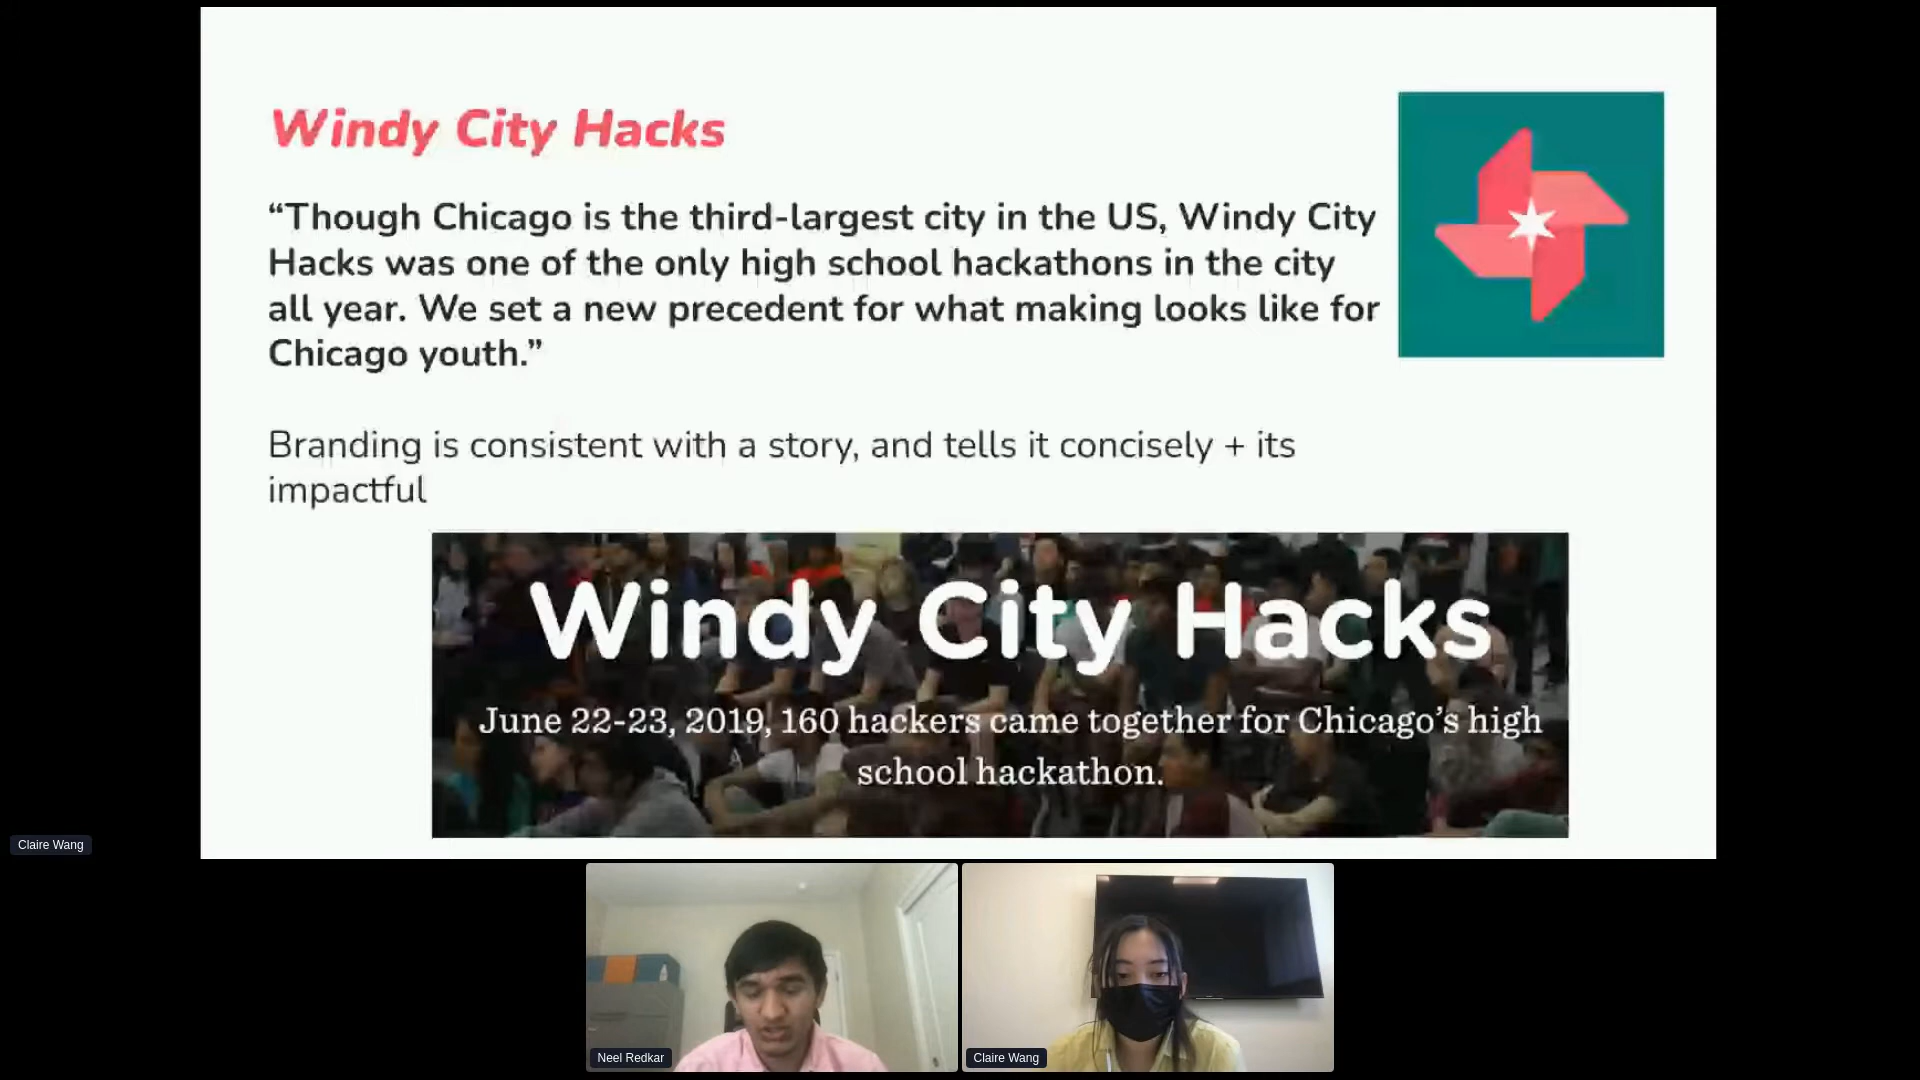 Windy City Hacks
“Though Chicago is the third-largest city in the US, Windy City
Hacks was one of the only high school hackathons in the city
all year. We set a new precedent for what making looks like for
Chicago youth.”
Branding is consistent with a story, and tells it concisely + its
impactful
Windy City Hacks
June 22-23, 2019, 160 hackers came together for Chicago’s high
school hackathon.
Claire Wang
Neel Redkar
Claire Wang